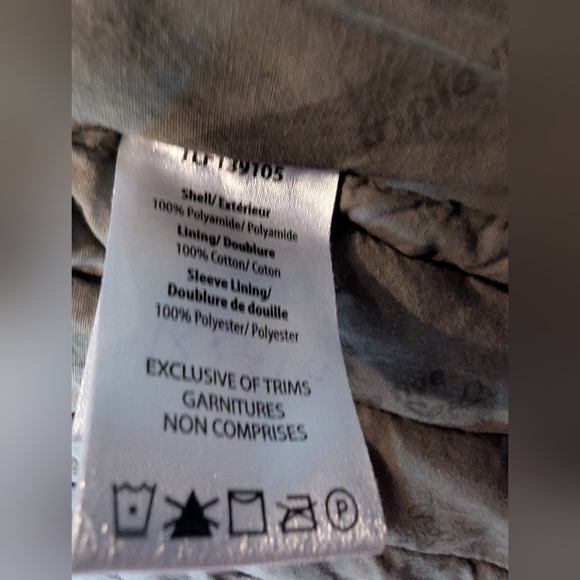 Shell/Extérieur
100% Polyamide/Polyamide
Lining/Doublure
100% Cotton/Coton
Sleeve Lining/
Doublure de douille
100% Polyester/Polyester
EXCLUSIVE OF TRIMS
GARNITURES
NON COMPRISES
P